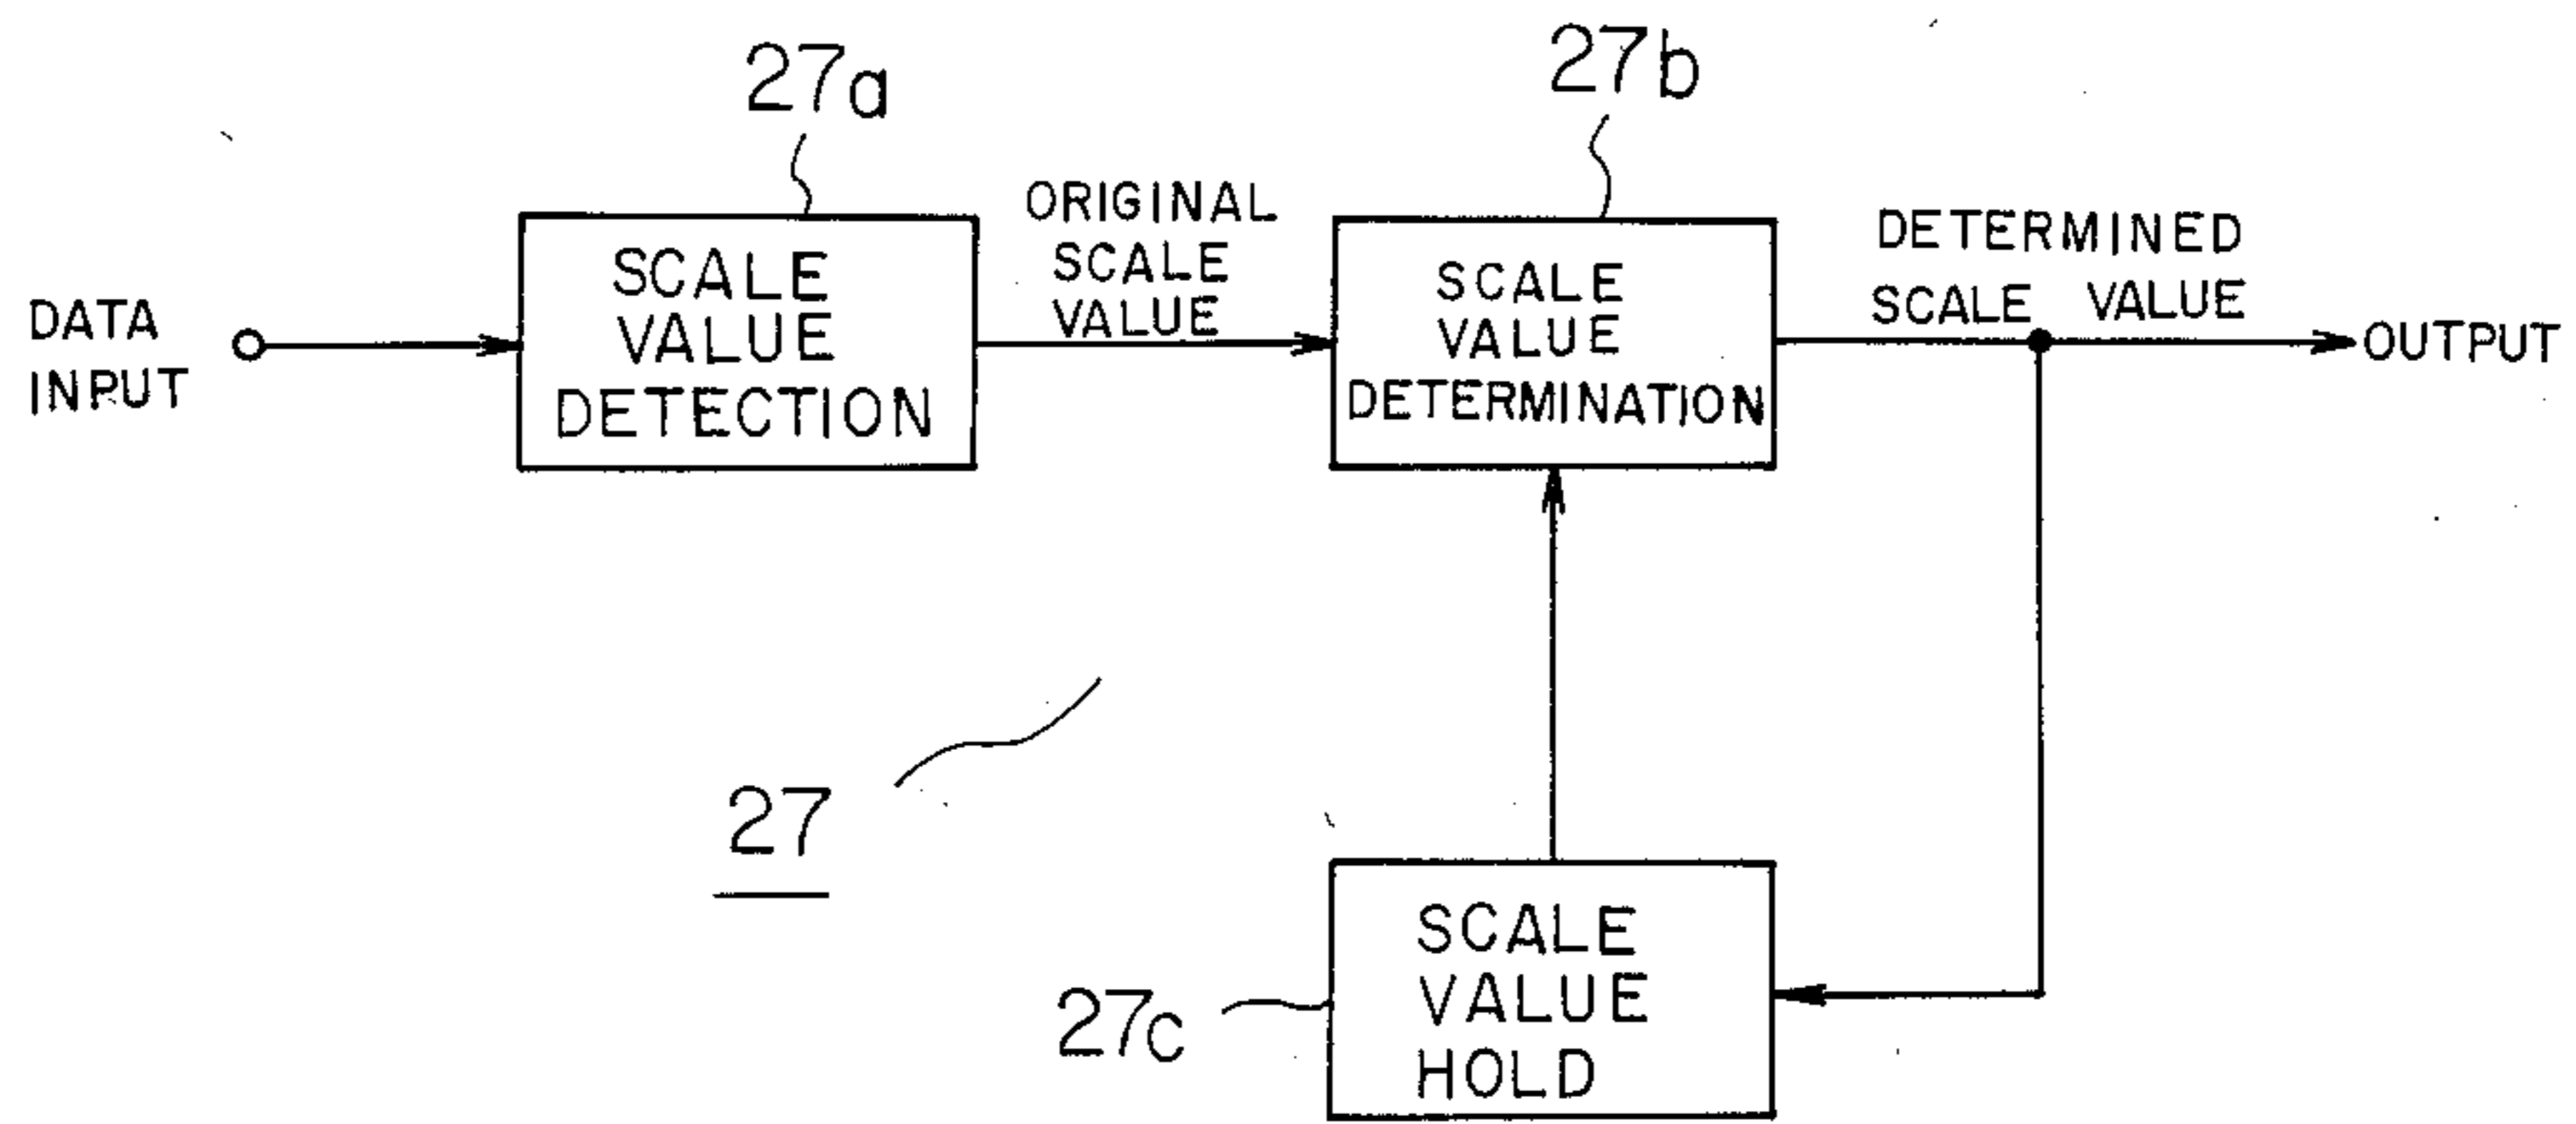 27a
27b
DATA
INPUT
SCALE
VALUE
DETECTION
ORIGINAL
SCALE
VALUE
SCALE
VALUE
DETERMINATION
DETERMINED
SCALE VALUE
OUTPUT
27
27c
SCALE
VALUE
HOLD